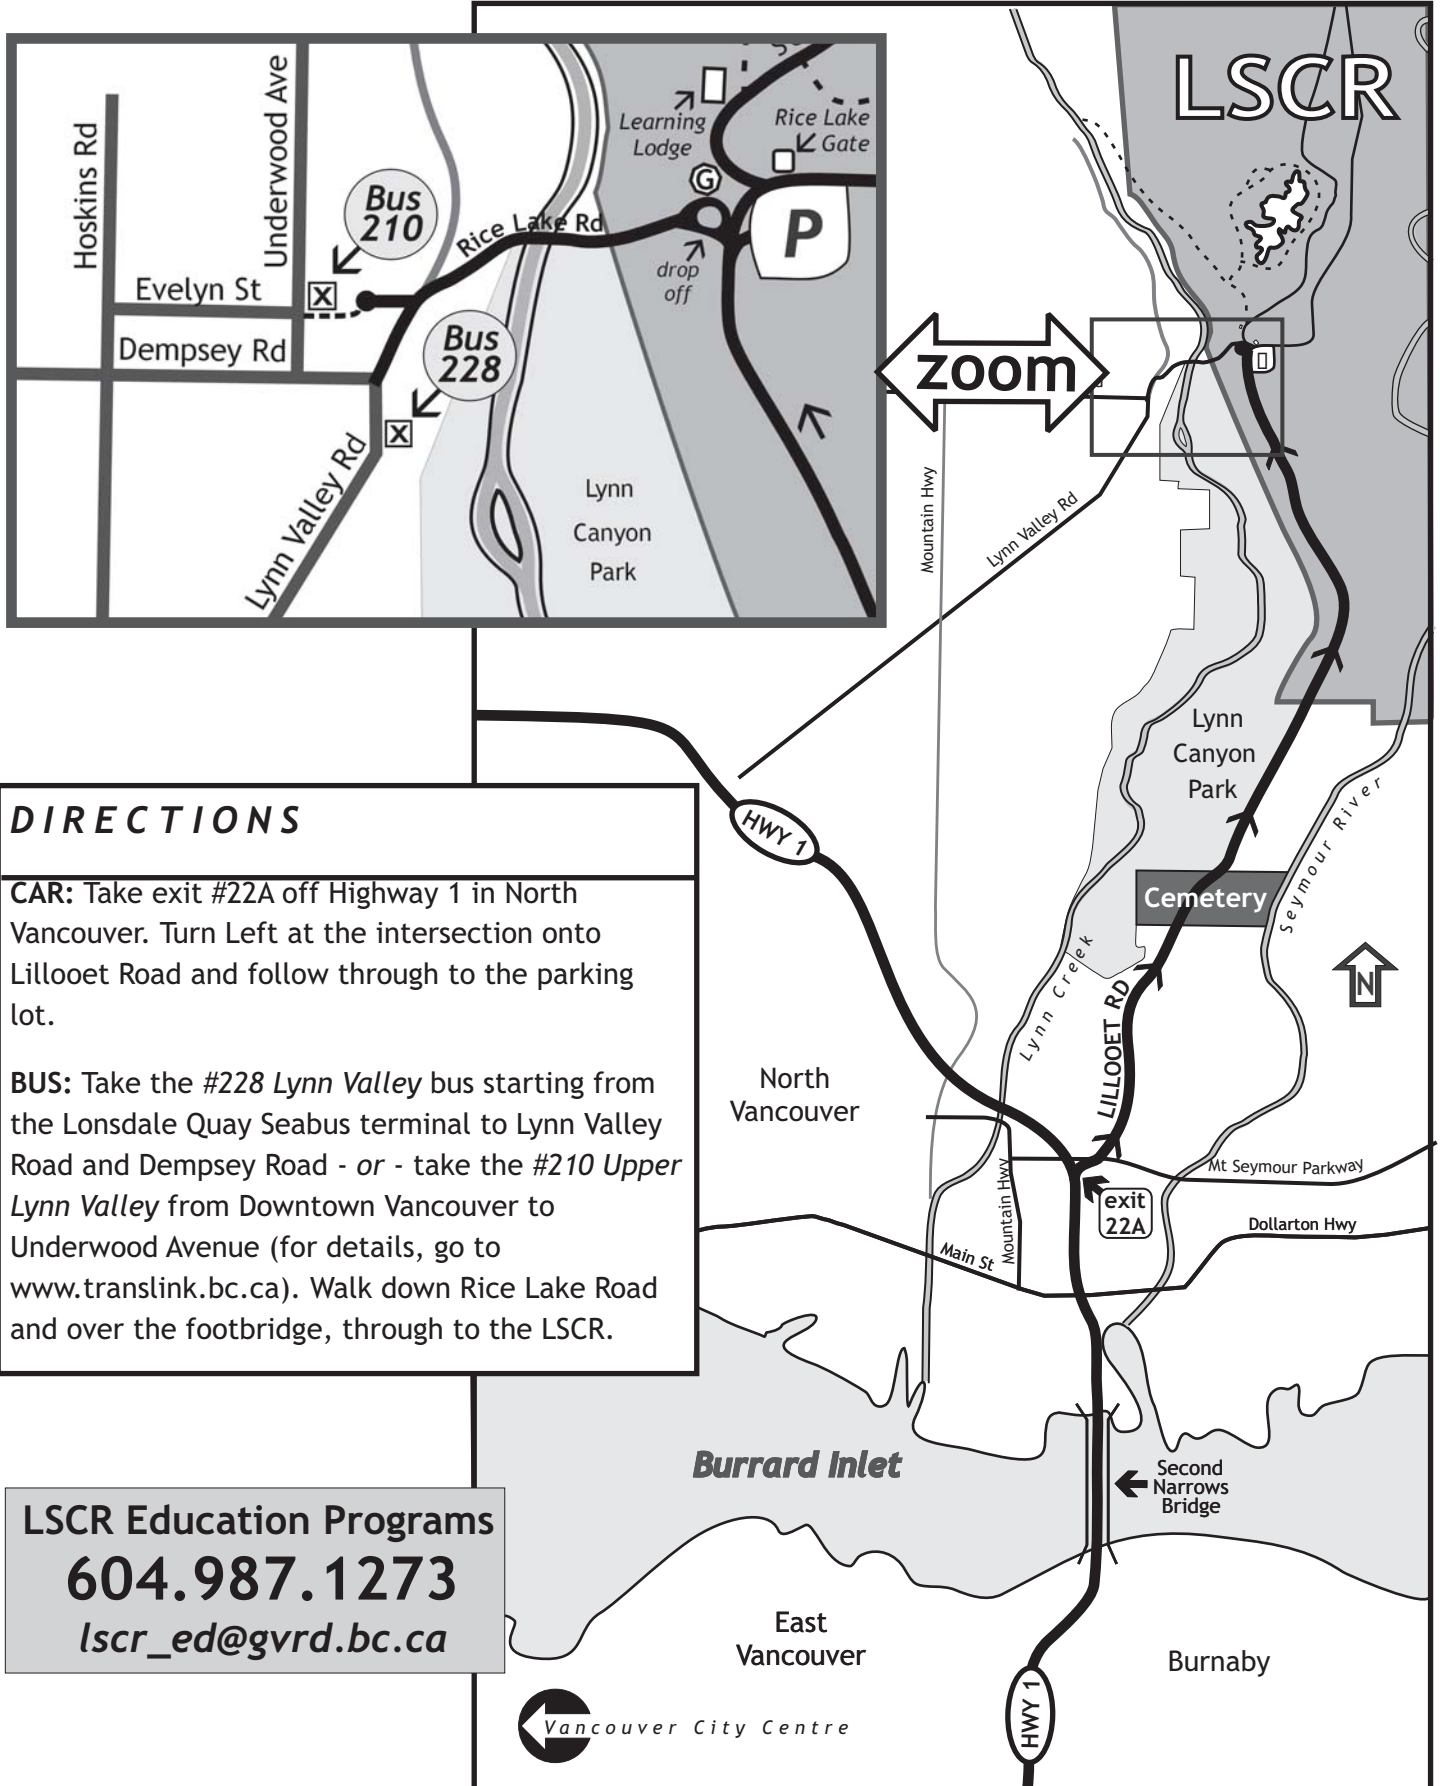 LSCR
Hoskins Rd
Underwood Ave
Bus
210
Evelyn St
Dempsey Rd
Rice Lake Rd
Bus
228
Lynn Valley Rd
Learning
Lodge
Rice Lake
Gate
G
P
drop
off
X
X
Lynn
Canyon
Park
zoom
Mountain Hwy
Lynn Valley Rd
Lynn
Canyon
Park
Seymour River
HWY 1
Cemetery
Lynn Creek
LILLOOET RD
N
North
Vancouver
Mt Seymour Parkway
exit
22A
Mountain Hwy
Main St
Dollarton Hwy
DIRECTIONS
CAR: Take exit #22A off Highway 1 in North
Vancouver. Turn Left at the intersection onto
Lillooet Road and follow through to the parking
lot.
BUS: Take the #228 Lynn Valley bus starting from
the Lonsdale Quay Seabus terminal to Lynn Valley
Road and Dempsey Road - or - take the #210 Upper
Lynn Valley from Downtown Vancouver to
Underwood Avenue (for details, go to
www.translink.bc.ca). Walk down Rice Lake Road
and over the footbridge, through to the LSCR.
Burrard Inlet
Second
Narrows
Bridge
LSCR Education Programs
604.987.1273
lscr_ed@gvrd.bc.ca
East
Vancouver
Burnaby
HWY 1
Vancouver City Centre